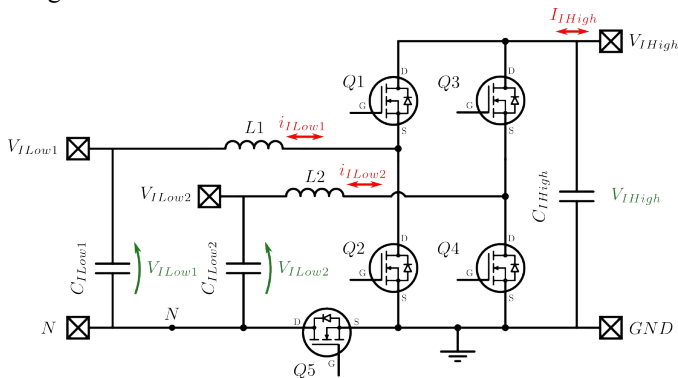 I_{IHigh}
V_{IHigh}
D
D
Q1
Q3
G
G
S
S
i_{ILow1}
L1
V_{ILow1}
i_{ILow2}
L2
V_{ILow2}
C_{IHigh}
V_{IHigh}
D
D
Q2
Q4
C_{ILow1}
V_{ILow1}
C_{ILow2}
V_{ILow2}
G
G
S
S
N
N
D
S
GND
G
Q5